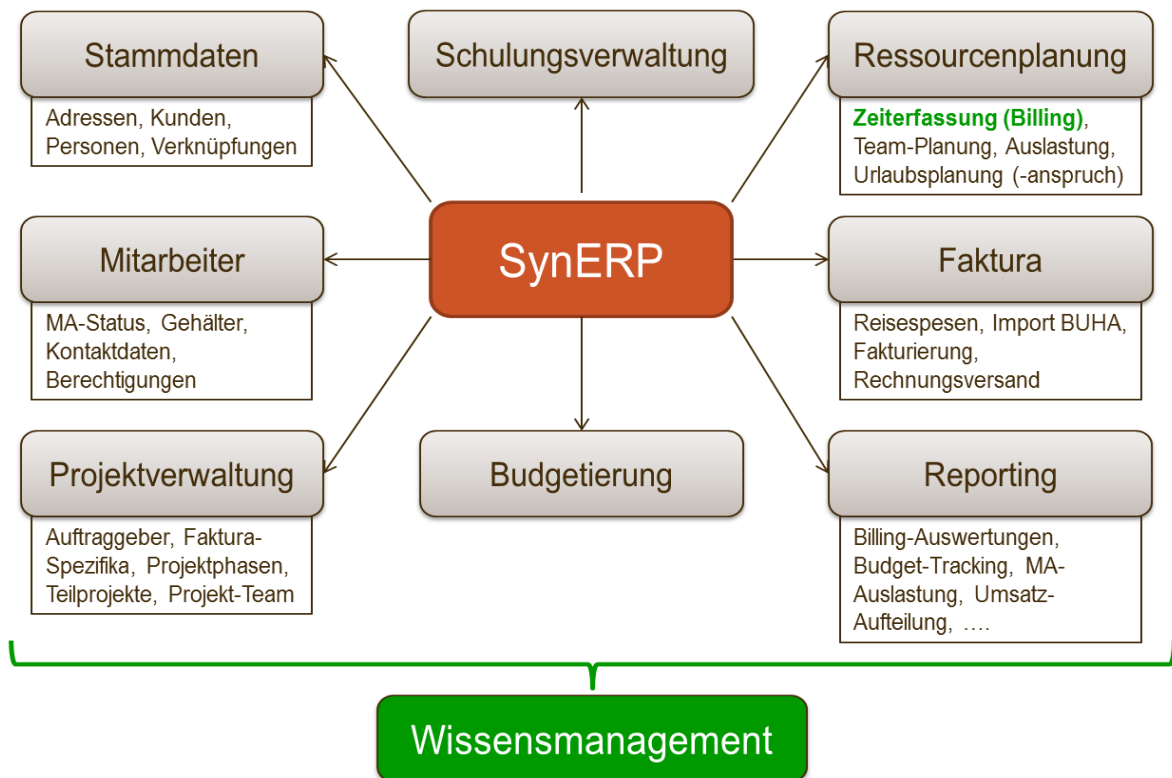 Stammdaten
Adressen, Kunden,
Personen, Verknüpfungen
Schulungsverwaltung
Ressourcenplanung
Zeiterfassung (Billing),
Team-Planung, Auslastung,
Urlaubsplanung (-anspruch)
SynERP
Mitarbeiter
MA-Status, Gehälter,
Kontaktdaten,
Berechtigungen
Faktura
Reisespesen, Import BUHA,
Fakturierung,
Rechnungsversand
Projektverwaltung
Auftraggeber, Faktura-
Spezifika, Projektphasen,
Teilprojekte, Projekt-Team
Budgetierung
Reporting
Billing-Auswertungen,
Budget-Tracking, MA-
Auslastung, Umsatz-
Aufteilung, ….
Wissensmanagement